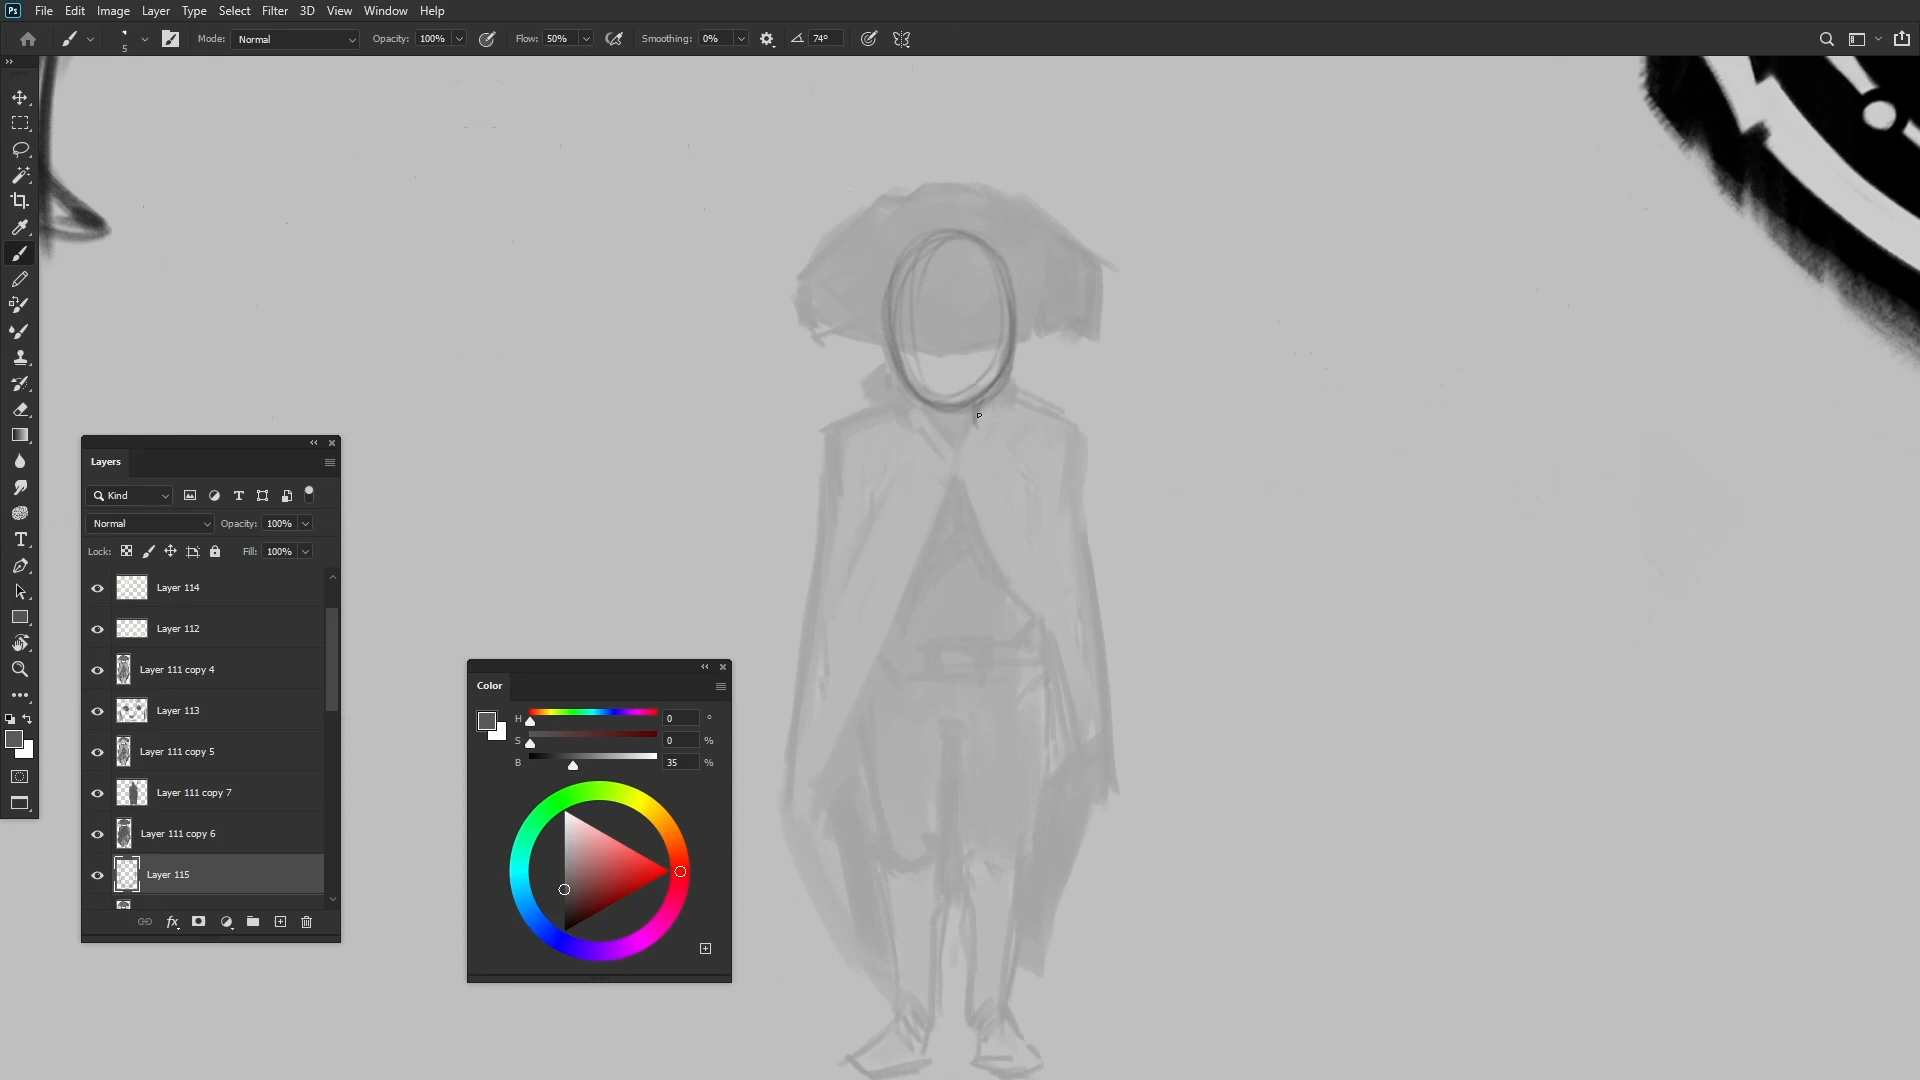 Ps File Edit Image Layer Type Select Filter 3D View Window Help
5 Mode: Normal Opacity: 100% Flow: 50% Smoothing: 0% 74°
Layers
Kind
Normal Opacity: 100%
Lock: Fill: 100%
Layer 114
Layer 112
Layer 111 copy 4
Layer 113
Layer 111 copy 5
Layer 111 copy 7
Layer 111 copy 6
Layer 115
fx
Color
H 0 °
S 0 %
B 35 %